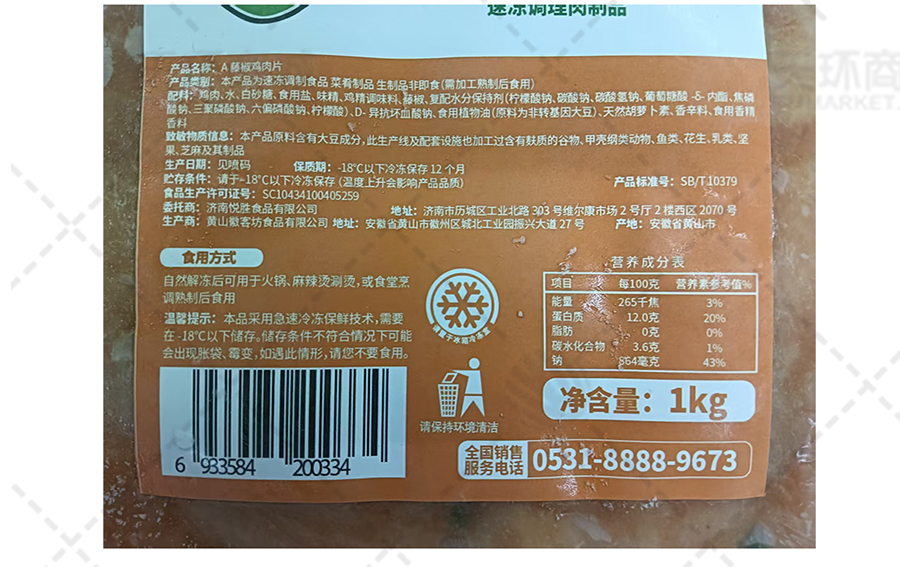 速冻调理肉制品
产品名称：A 藤椒鸡肉片
产品类别：本产品为速冻调制食品 菜肴制品 生制品非即食(需加工熟制后食用)
配料：鸡肉、水、白砂糖、食用盐、味精、鸡精调味料、藤椒、复配水分保持剂(柠檬酸钠、碳酸钠、碳酸氢钠、葡萄糖酸-δ-内酯、焦磷
酸钠、三聚磷酸钠、六偏磷酸钠、柠檬酸)、D-异抗坏血酸钠、食用植物油(原料为非转基因大豆)、天然胡萝卜素、香辛料、食用香精
香料
致敏物质信息：本产品原料含有大豆成分，此生产线及配套设施也加工过含有麸质的谷物、甲壳纲类动物、鱼类、花生、乳类、坚
果、芝麻及其制品
生产日期：见喷码 保质期：-18℃以下冷冻保存 12 个月
贮存条件：请于-18℃以下冷冻保存 (温度上升会影响产品品质) 产品标准号：SB/T 10379
食品生产许可证号：SC10434100405259
委托商：济南悦胜食品有限公司 地址：济南市历城区工业北路 303 号维尔康市场 2 号厅 2 楼西区 2070 号
生产商：黄山徽客坊食品有限公司 地址：安徽省黄山市徽州区城北工业园振兴大道 27 号 产地：安徽省黄山市
食用方式
自然解冻后可用于火锅、麻辣烫涮烫，或食堂烹
调熟制后食用
温馨提示：本品采用急速冷冻保鲜技术，需要
在 -18℃以下储存。储存条件不符合情况下可能
会出现胀袋、霉变，如遇此情形，请您不要食用。
请置于冰箱冷冻室
请保持环境清洁
营养成分表
项目 每100克 营养素参考值%
能量 265千焦 3%
蛋白质 12.0克 20%
脂肪 0克 0%
碳水化合物 3.6克 1%
钠 864毫克 43%
净含量：1kg
全国销售
服务电话 0531-8888-9673
6 933584 200334
环商
MARKET.